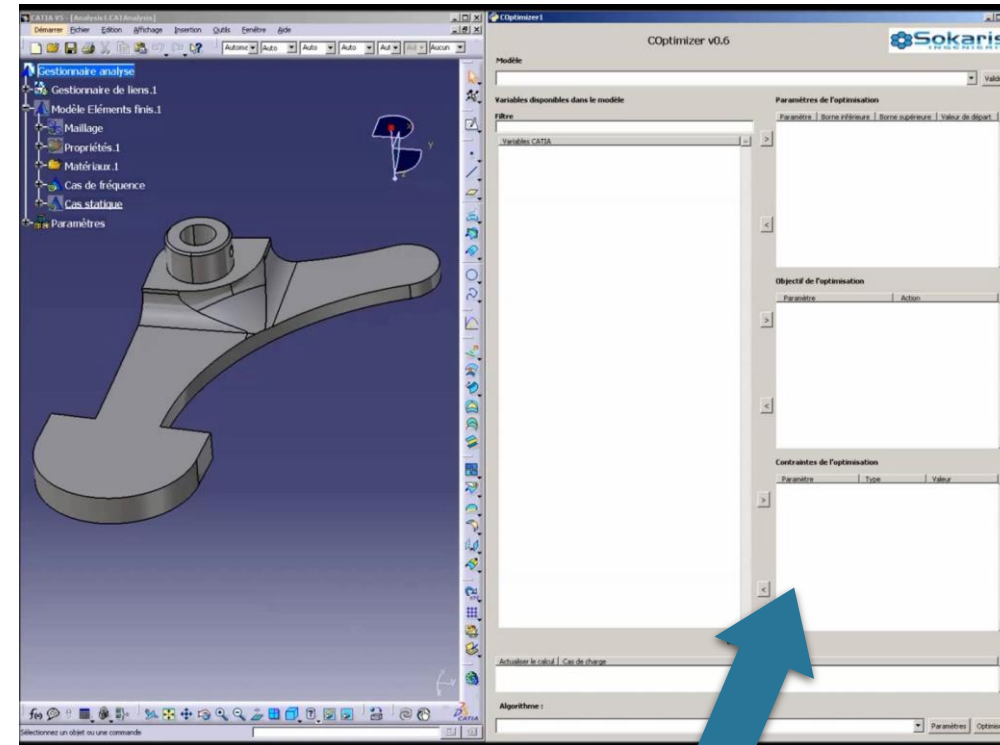 CATIA V5 - [Analysis1.CATAnalysis]
Démarrer Fichier Edition Affichage Insertion Outils Fenêtre Aide
Automa Auto Auto Auto Aut Aucun
Gestionnaire analyse
Gestionnaire de liens.1
Modèle Eléments finis.1
Maillage
Propriétés.1
Matériaux.1
Cas de fréquence
Cas statique
Paramètres
y
CATIA
Sélectionnez un objet ou une commande
COptimizer1
COptimizer v0.6
Sokaris
INGENIERIE
Modèle
Valid
Variables disponibles dans le modèle
Filtre
Variables CATIA
Paramètres de l'optimisation
Paramètre Borne inférieure Borne supérieure Valeur de départ
>
<
Objectif de l'optimisation
Paramètre Action
>
<
Contraintes de l'optimisation
Paramètre Type Valeur
>
<
Actualiser le calcul Cas de charge
Algorithme :
Paramètres Optimise